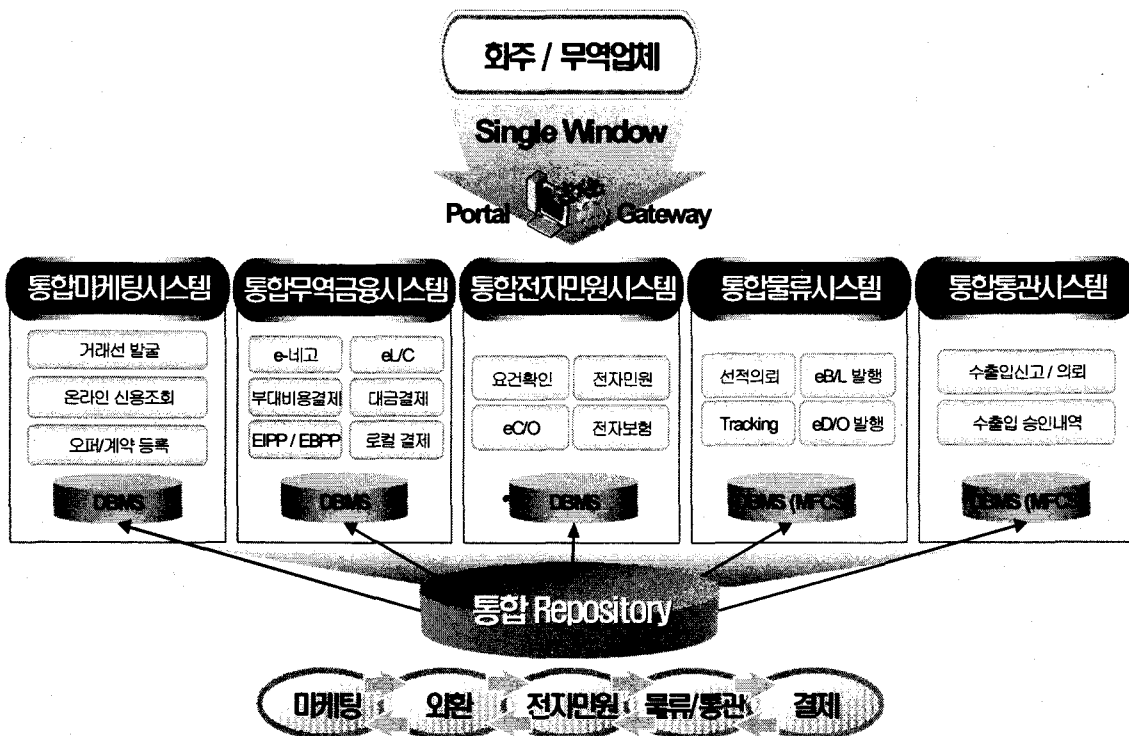 화주 / 무역업체
Single Window
Portal Gateway
통합마케팅시스템
거래선 발굴
온라인 신용조회
오퍼/계약 등록
DBMS
통합무역금융시스템
e-네고 eL/C
부대비용결제 대금결제
EIPP / EBPP 로컬 결제
DBMS
통합전자민원시스템
요건확인 전자민원
eC/O 전자보험
DBMS
통합물류시스템
선적의뢰 eB/L 발행
Tracking eD/O 발행
DBMS (MFCS
통합통관시스템
수출입신고 / 의뢰
수출입 승인내역
DBMS (MFCS
통합 Repository
마케팅 외환 전자민원 물류/통관 결제